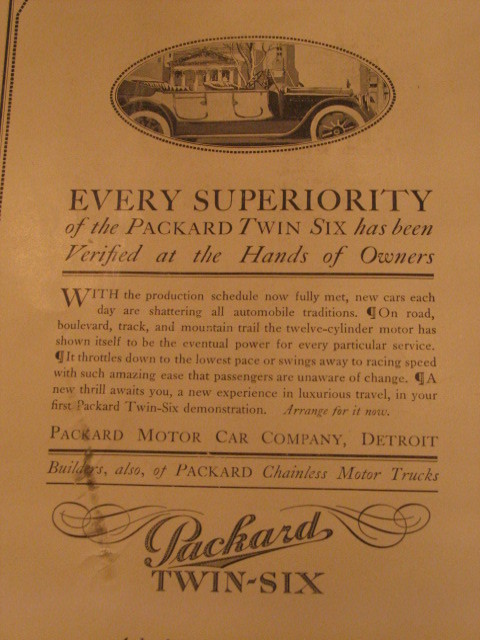 EVERY SUPERIORITY
of the PACKARD TWIN SIX has been
Verified at the Hands of Owners
WITH the production schedule now fully met, new cars each
day are shattering all automobile traditions. ¶On road,
boulevard, track, and mountain trail the twelve-cylinder motor has
shown itself to be the eventual power for every particular service.
¶It throttles down to the lowest pace or swings away to racing speed
with such amazing ease that passengers are unaware of change. ¶A
new thrill awaits you, a new experience in luxurious travel, in your
first Packard Twin-Six demonstration. Arrange for it now.
PACKARD MOTOR CAR COMPANY, DETROIT
Builders, also, of PACKARD Chainless Motor Trucks
Packard
TWIN-SIX